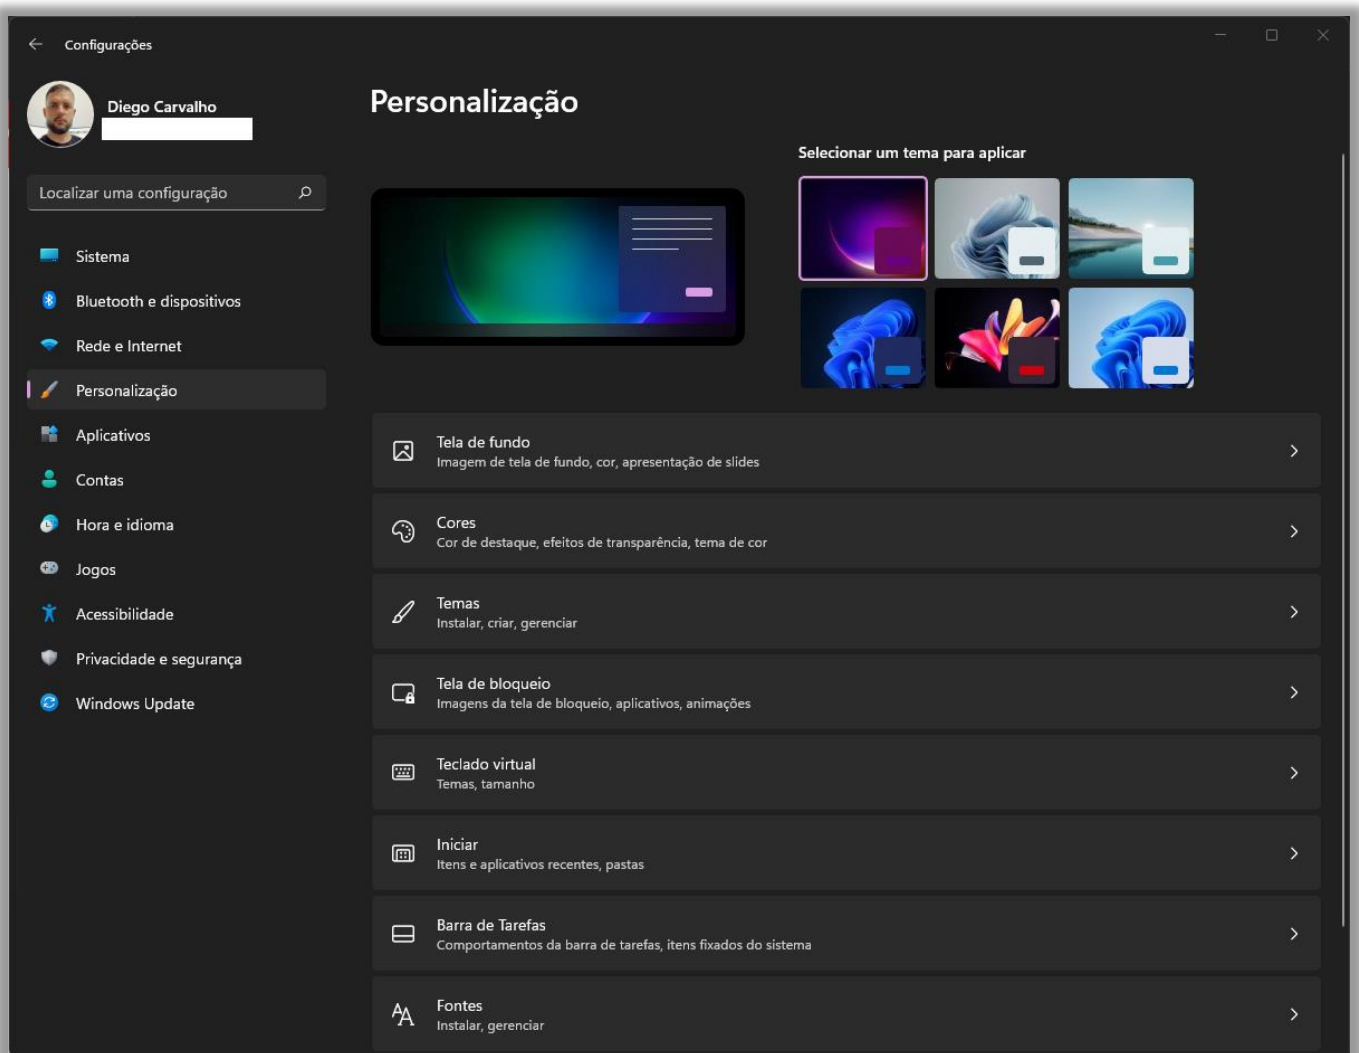 Configurações
Diego Carvalho
Localizar uma configuração
Sistema
Bluetooth e dispositivos
Rede e Internet
Personalização
Aplicativos
Contas
Hora e idioma
Jogos
Acessibilidade
Privacidade e segurança
Windows Update
Personalização
Selecionar um tema para aplicar
Tela de fundo
Imagem de tela de fundo, cor, apresentação de slides
Cores
Cor de destaque, efeitos de transparência, tema de cor
Temas
Instalar, criar, gerenciar
Tela de bloqueio
Imagens da tela de bloqueio, aplicativos, animações
Teclado virtual
Temas, tamanho
Iniciar
Itens e aplicativos recentes, pastas
Barra de Tarefas
Comportamentos da barra de tarefas, itens fixados do sistema
Fontes
Instalar, gerenciar